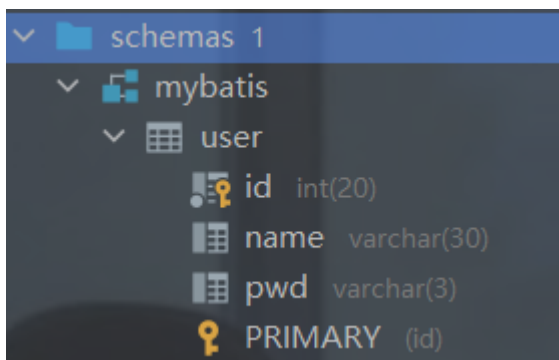 schemas 1
mybatis
user
id int(20)
name varchar(30)
pwd varchar(3)
PRIMARY (id)